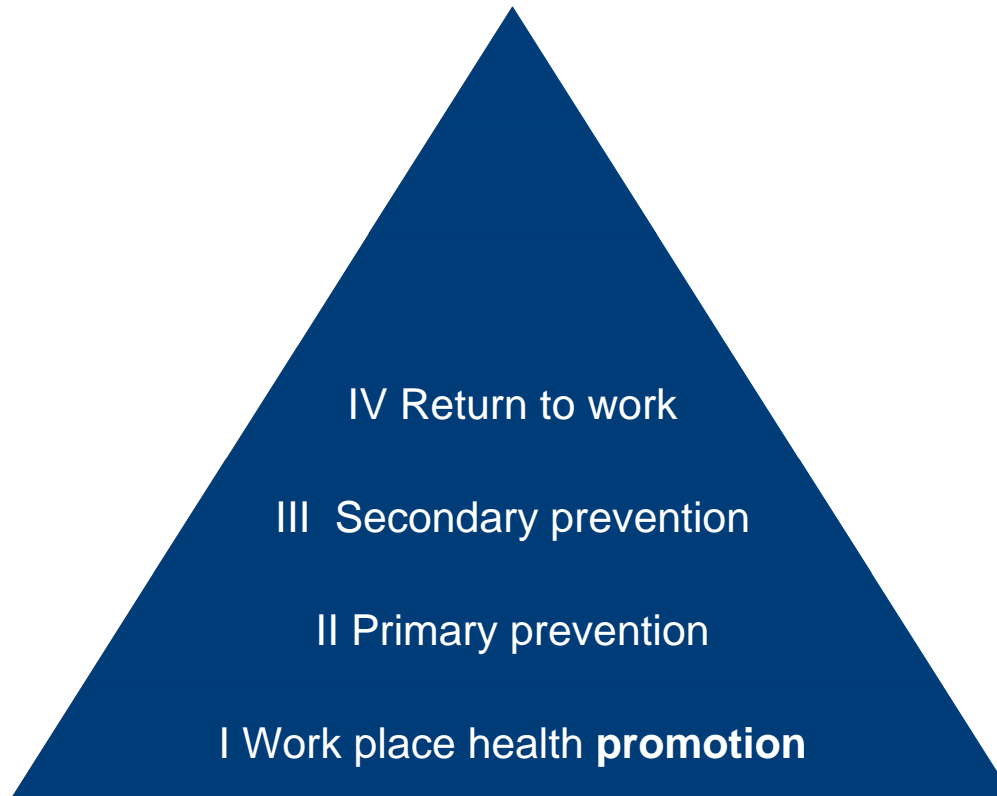 IV Return to work
III Secondary prevention
II Primary prevention
I Work place health promotion